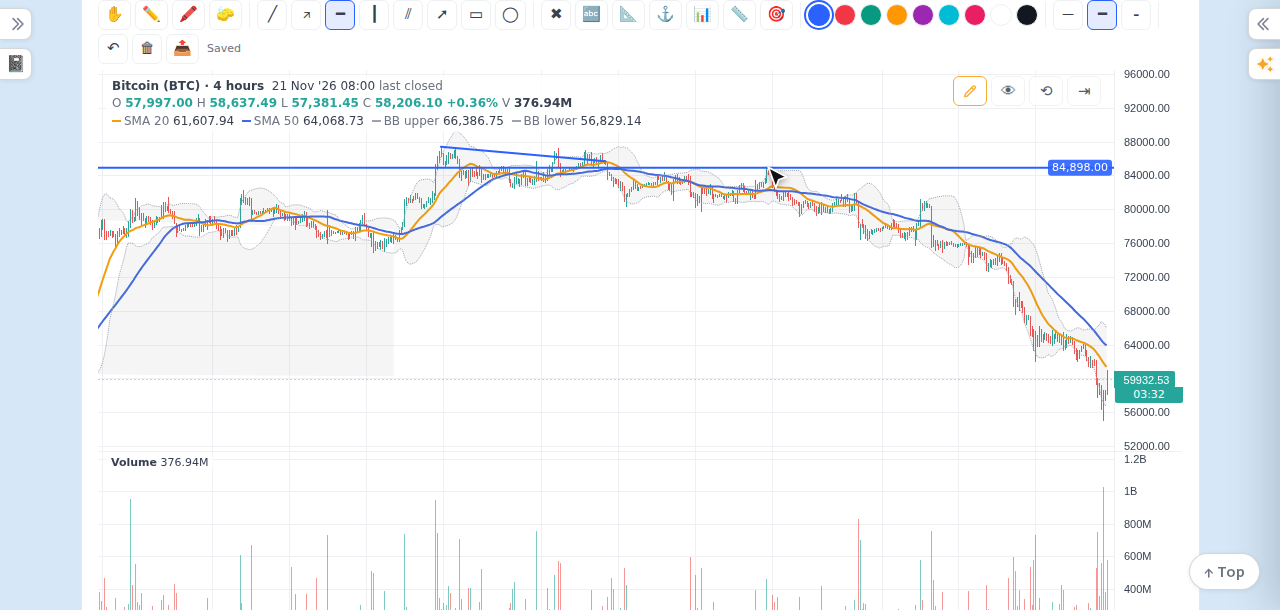 abc
Saved
Bitcoin (BTC) · 4 hours 21 Nov '26 08:00 last closed
O 57,997.00 H 58,637.49 L 57,381.45 C 58,206.10 +0.36% V 376.94M
SMA 20 61,607.94 SMA 50 64,068.73 BB upper 66,386.75 BB lower 56,829.14
96000.00
92000.00
88000.00
84,898.00
84000.00
80000.00
76000.00
72000.00
68000.00
64000.00
59932.53
03:32
56000.00
52000.00
Volume 376.94M
1.2B
1B
800M
600M
400M
↑ Top